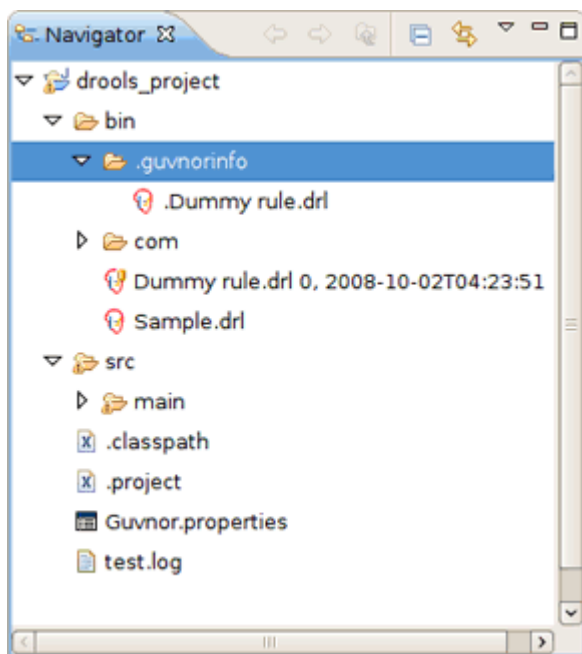 Navigator
drools_project
bin
.guvnorinfo
.Dummy rule.drl
com
Dummy rule.drl 0, 2008-10-02T04:23:51
Sample.drl
src
main
.classpath
.project
Guvnor.properties
test.log